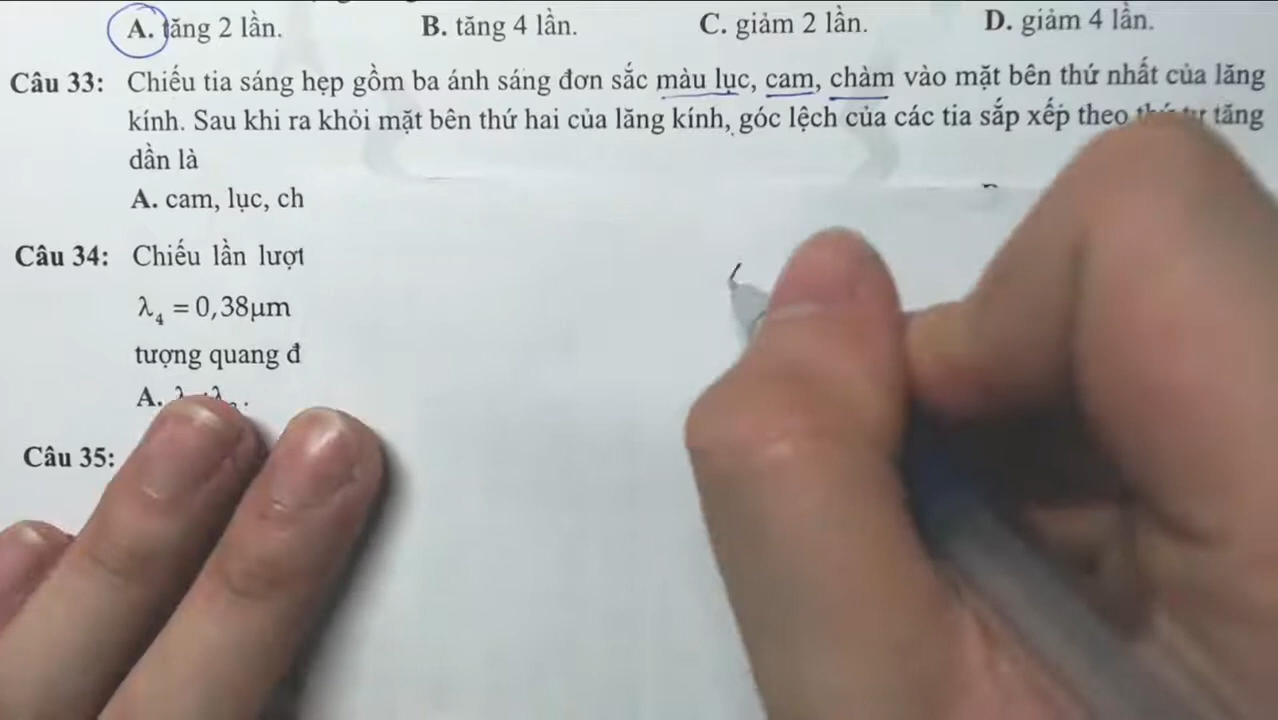 A. tăng 2 lần. B. tăng 4 lần. C. giảm 2 lần. D. giảm 4 lần.
Câu 33: Chiếu tia sáng hẹp gồm ba ánh sáng đơn sắc màu lục, cam, chàm vào mặt bên thứ nhất của lăng
kính. Sau khi ra khỏi mặt bên thứ hai của lăng kính, góc lệch của các tia sắp xếp theo thứ tự tăng
dần là
A. cam, lục, ch
Câu 34: Chiếu lần lượt
λ₄ = 0,38μm
tượng quang đ
A.
Câu 35: